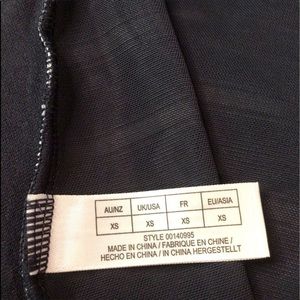 AU/NZ UK/USA FR EU/ASIA
XS XS XS XS
STYLE 00140995
MADE IN CHINA / FABRIQUE EN CHINE /
HECHO EN CHINA / IN CHINA HERGESTELLT